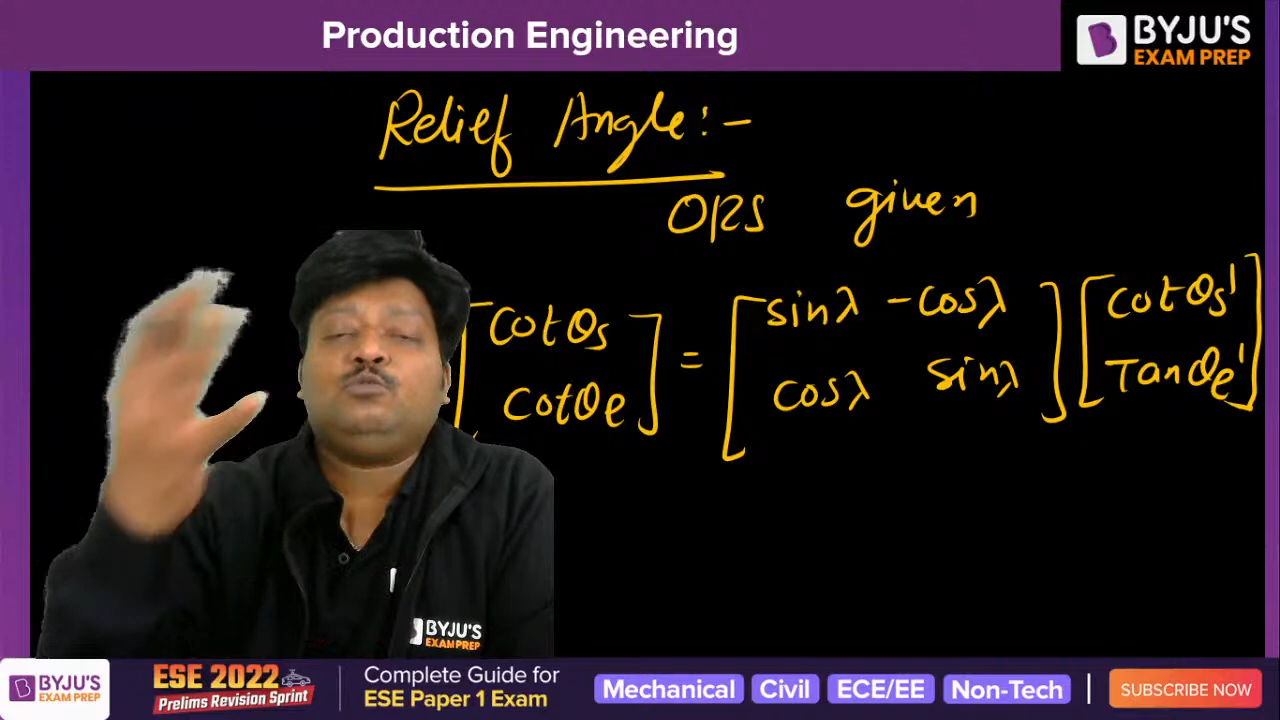 Production Engineering
BYJU'S
EXAM PREP
Relief Angle:-
ORS given
[cotθs
cotθe] = [sinλ -cosλ
cosλ sinλ] [cotθs'
Tanθe']
BYJU'S
EXAM PREP
BYJU'S
EXAM PREP
ESE 2022
Prelims Revision Sprint
Complete Guide for
ESE Paper 1 Exam
Mechanical Civil ECE/EE Non-Tech
SUBSCRIBE NOW